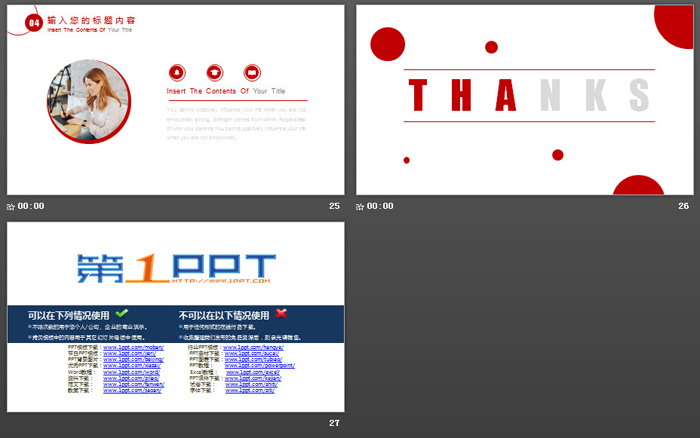 04
输入您的标题内容
Insert The Contents Of Your Title
Insert The Contents Of Your Title
You cannot positively influence your life when you are not
emotionally strong. Strength comes from within. Regardless
of who your parents You cannot positively influence your life
when you are not emotionally
00:00
25
THANKS
00:00
26
第1PPT
HTTP://WWW.1PPT.COM
可以在下列情况使用
不可以在以下情况使用
PPT模板下载： www.1ppt.com/moban/
行业PPT模板： www.1ppt.com/hangye/
节日PPT模板： www.1ppt.com/jieri/
PPT素材下载： www.1ppt.com/sucai/
PPT背景图片： www.1ppt.com/beijing/
PPT图表下载： www.1ppt.com/tubiao/
优秀PPT下载： www.1ppt.com/xiazai/
PPT教程： www.1ppt.com/powerpoint/
Word教程： www.1ppt.com/word/
Excel教程： www.1ppt.com/excel/
资料下载： www.1ppt.com/ziliao/
PPT课件下载： www.1ppt.com/kejian/
范文下载： www.1ppt.com/fanwen/
试卷下载： www.1ppt.com/shiti/
教案下载： www.1ppt.com/jiaoan/
字体下载： www.1ppt.com/ziti/
27